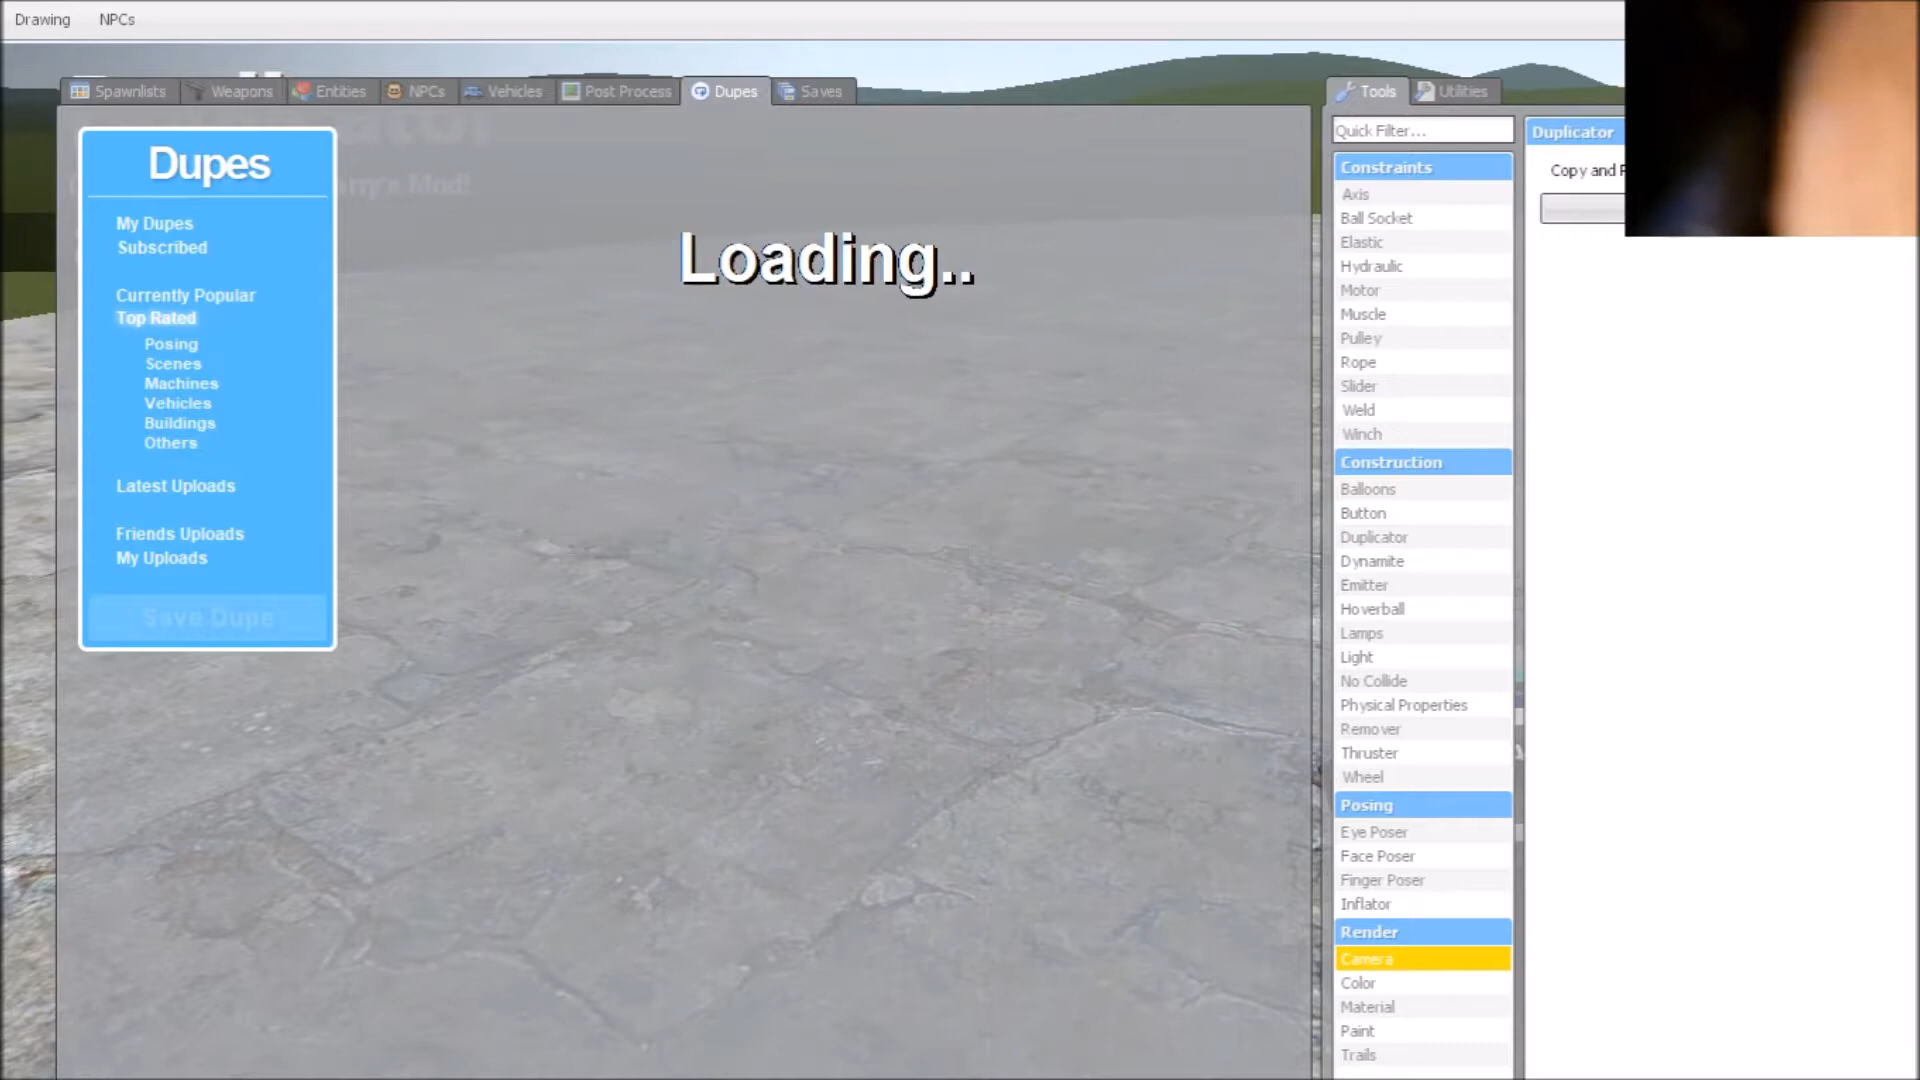 Drawing NPCs
Spawnlists Weapons Entities NPCs Vehicles Post Process Dupes Saves
Tools Utilities
Quick Filter...
Duplicator
Copy and
Dupes
My Dupes
Subscribed
Currently Popular
Top Rated
Posing
Scenes
Machines
Vehicles
Buildings
Others
Latest Uploads
Friends Uploads
My Uploads
Save Dupe
Loading..
Constraints
Axis
Ball Socket
Elastic
Hydraulic
Motor
Muscle
Pulley
Rope
Slider
Weld
Winch
Construction
Balloons
Button
Duplicator
Dynamite
Emitter
Hoverball
Lamps
Light
No Collide
Physical Properties
Remover
Thruster
Wheel
Posing
Eye Poser
Face Poser
Finger Poser
Inflator
Render
Camera
Color
Material
Paint
Trails